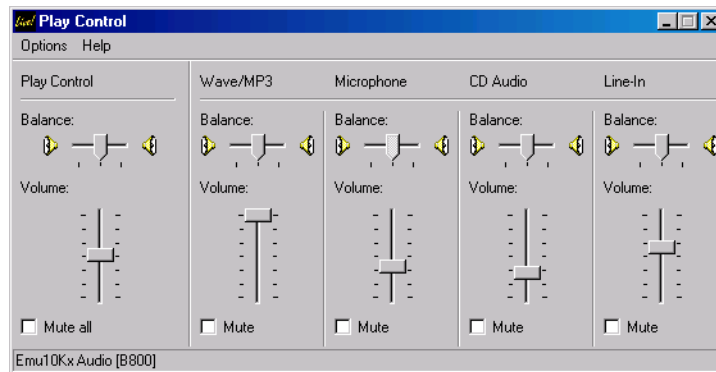 live! Play Control
Options Help
Play Control Wave/MP3 Microphone CD Audio Line-In
Balance: Balance: Balance: Balance: Balance:
Volume: Volume: Volume: Volume: Volume:
Mute all Mute Mute Mute Mute
Emu10Kx Audio [B800]